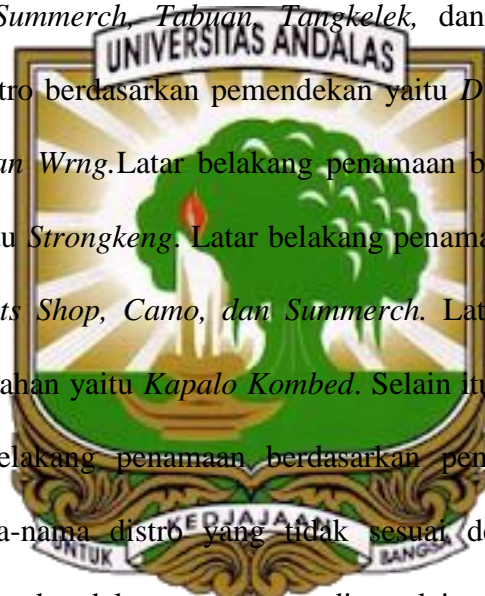 Summerch, Tabuan, Tangkelek, dan
UNIVERSITAS ANDALAS
tro berdasarkan pemendekan yaitu D
an Wrng.Latar belakang penamaan b
u Strongkeng. Latar belakang penama
ts Shop, Camo, dan Summerch. Lat
ahan yaitu Kapalo Kombed. Selain itu
elakang penamaan berdasarkan pen
a-nama distro yang tidak sesuai de
UNTUK KEDJAJAAN BANGSA